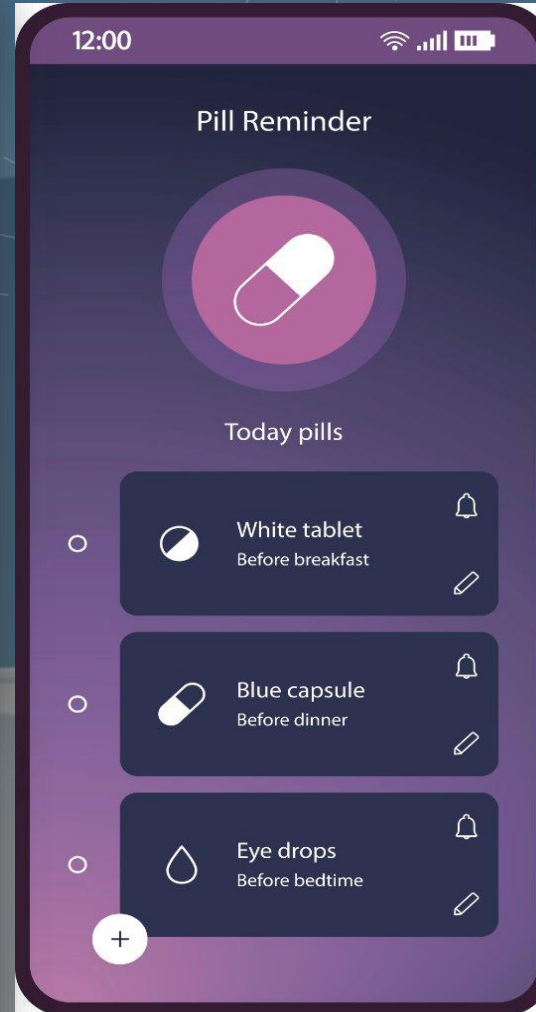 12:00
Pill Reminder
Today pills
White tablet
Before breakfast
Blue capsule
Before dinner
Eye drops
Before bedtime
+